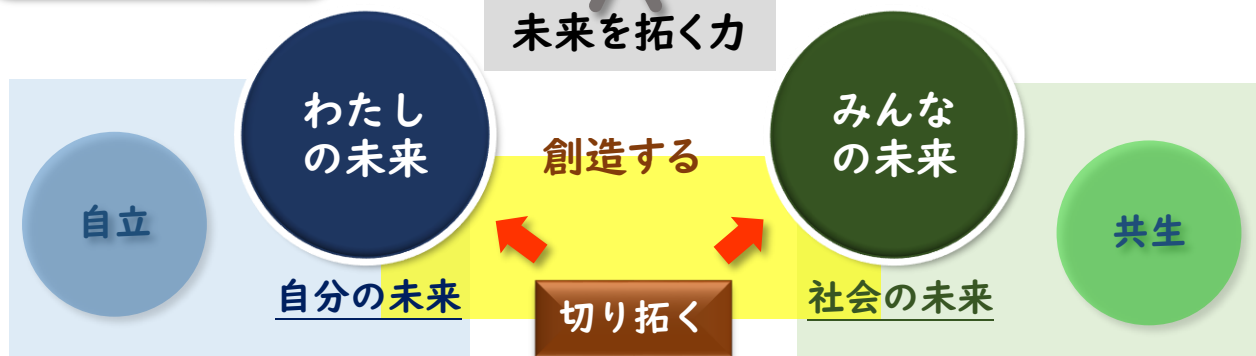 未来を拓く力
わたし
の未来
みんな
の未来
創造する
自立
共生
自分の未来
切り拓く
社会の未来